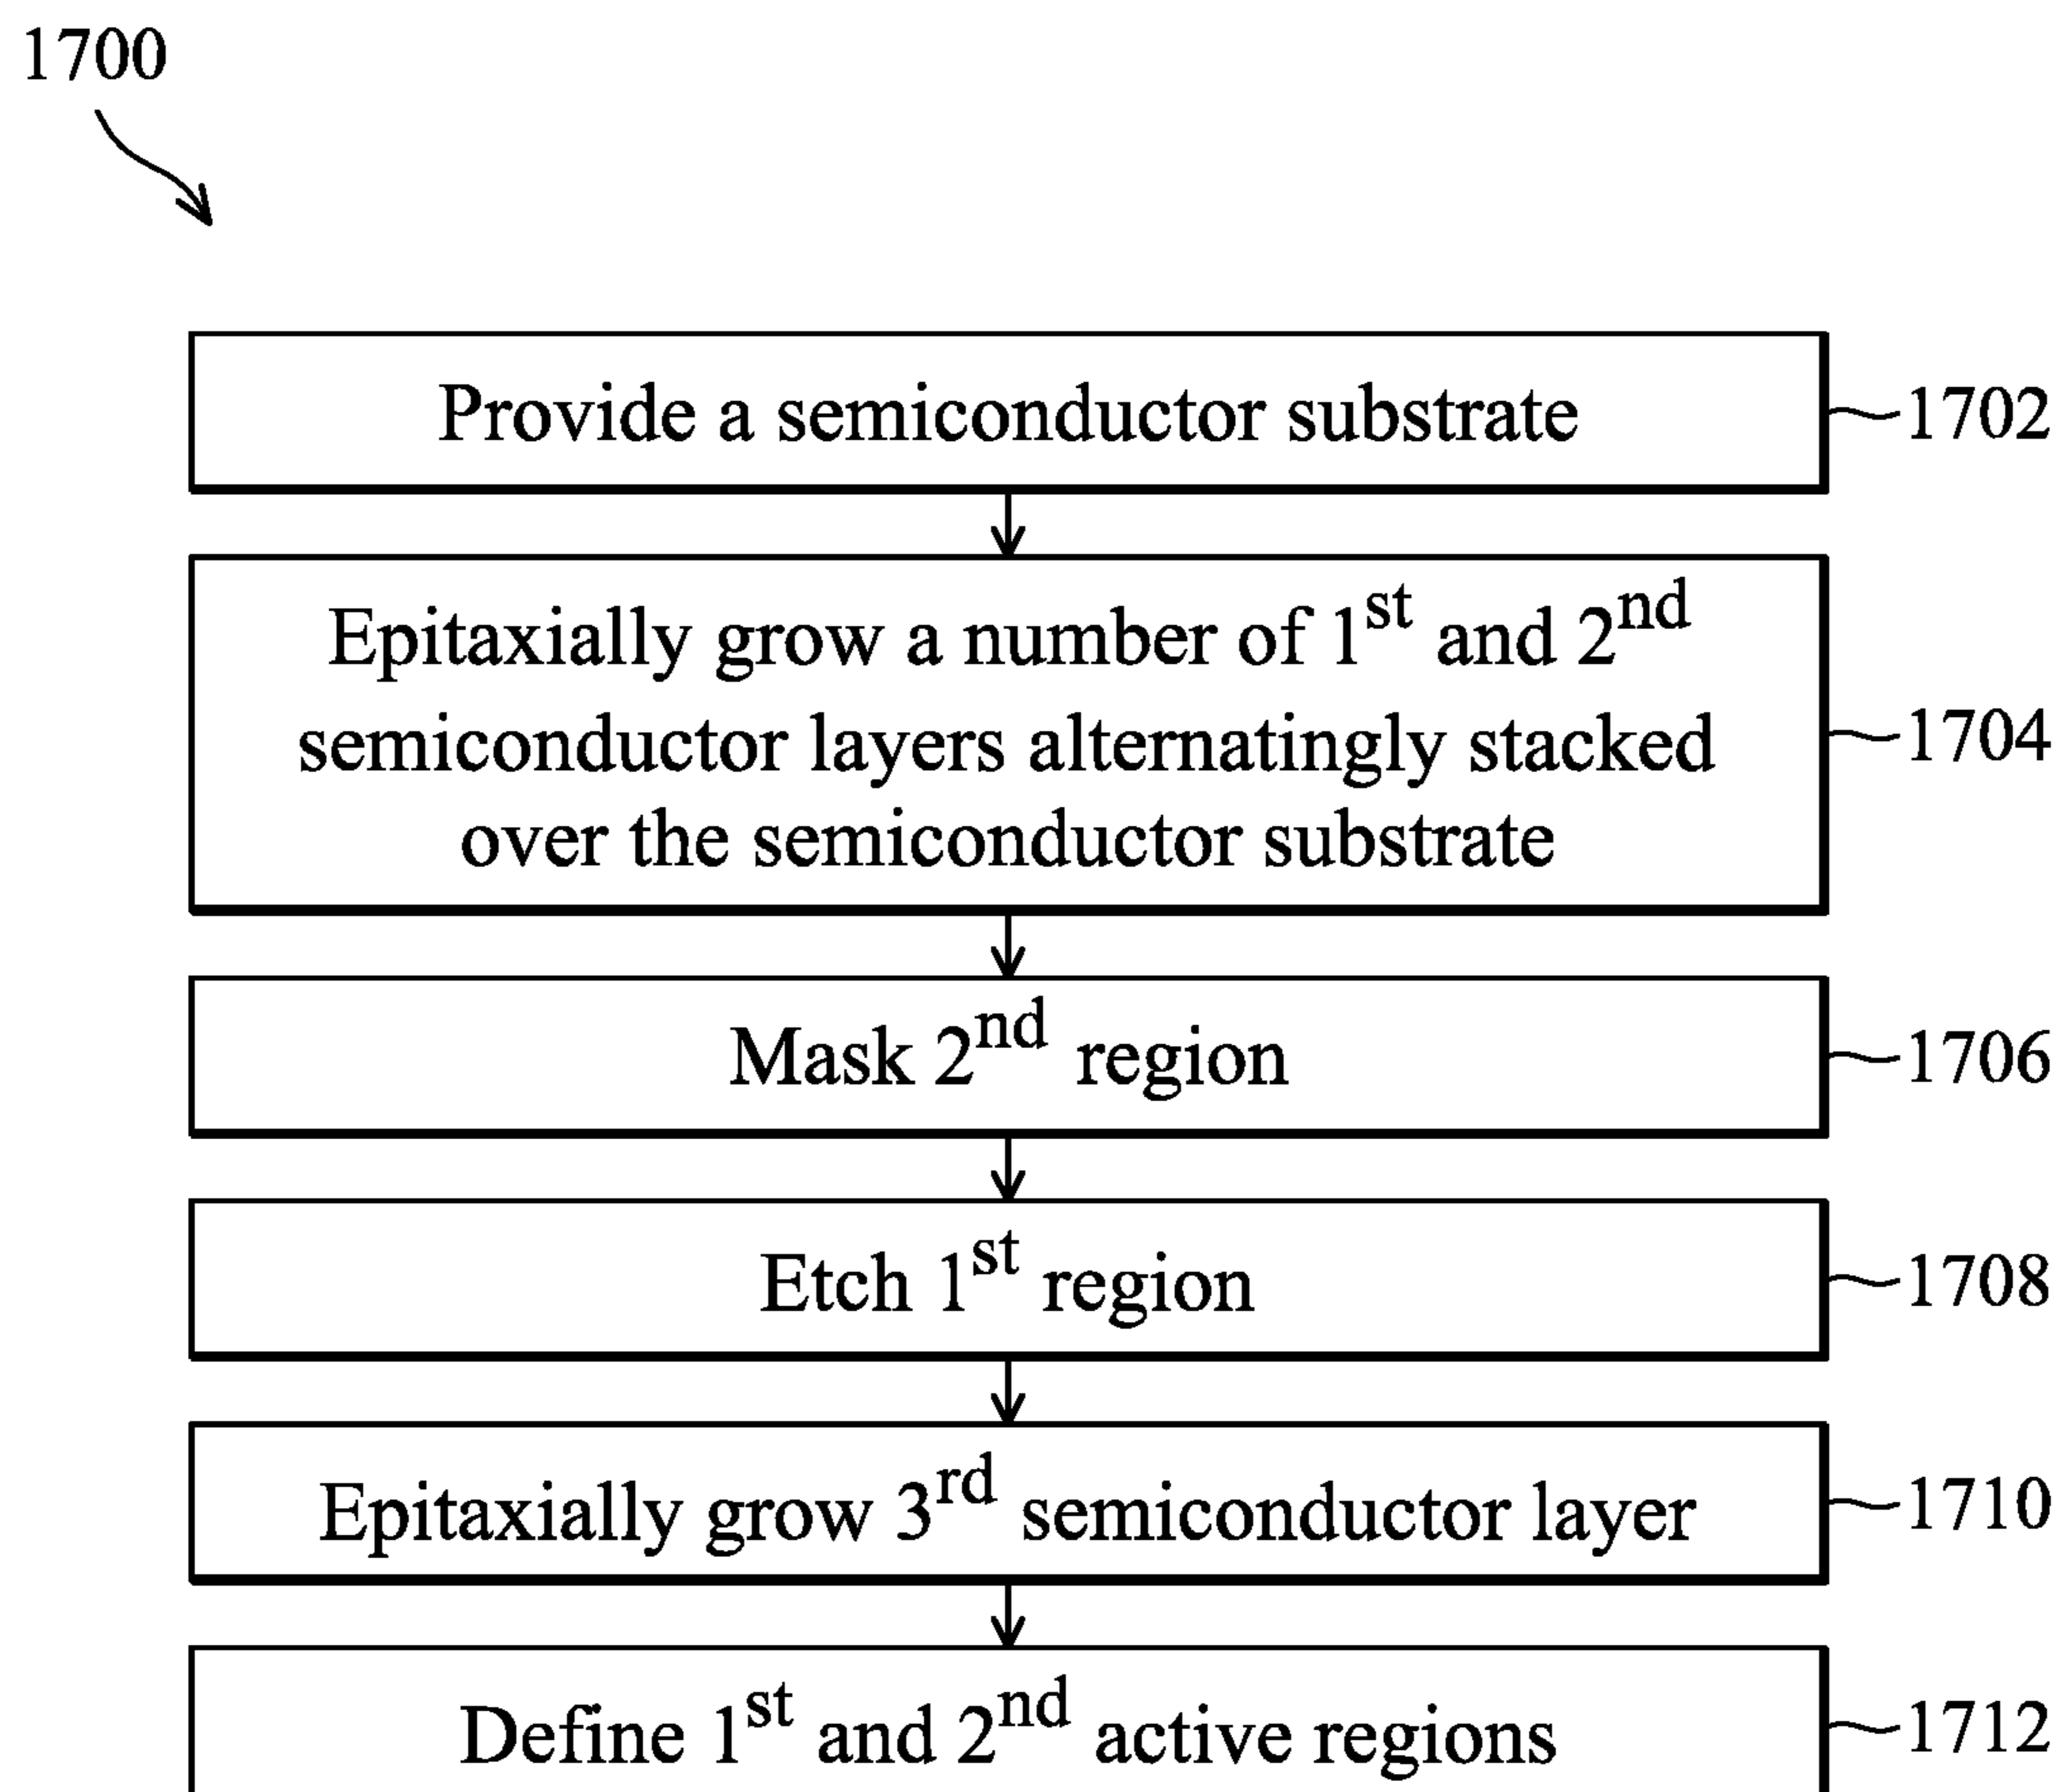 1700
Provide a semiconductor substrate
1702
Epitaxially grow a number of 1st and 2nd
semiconductor layers alternatingly stacked
over the semiconductor substrate
1704
Mask 2nd region
1706
Etch 1st region
1708
Epitaxially grow 3rd semiconductor layer
1710
Define 1st and 2nd active regions
1712